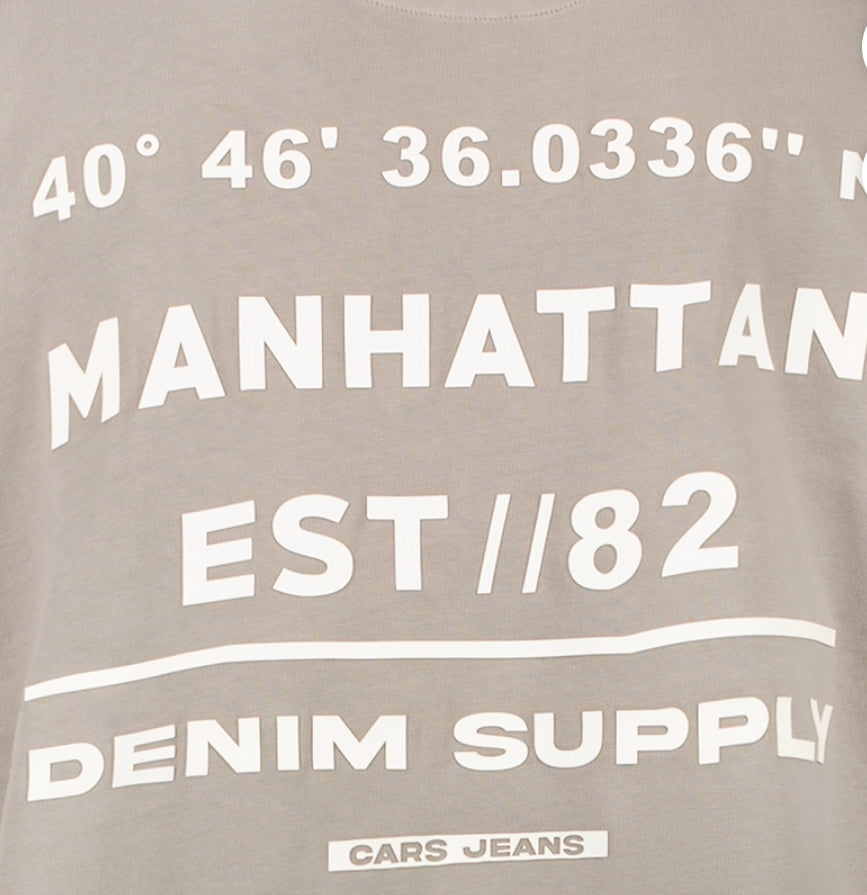 40° 46' 36.0336" N
MANHATTAN
EST//82
DENIM SUPPLY
CARS JEANS